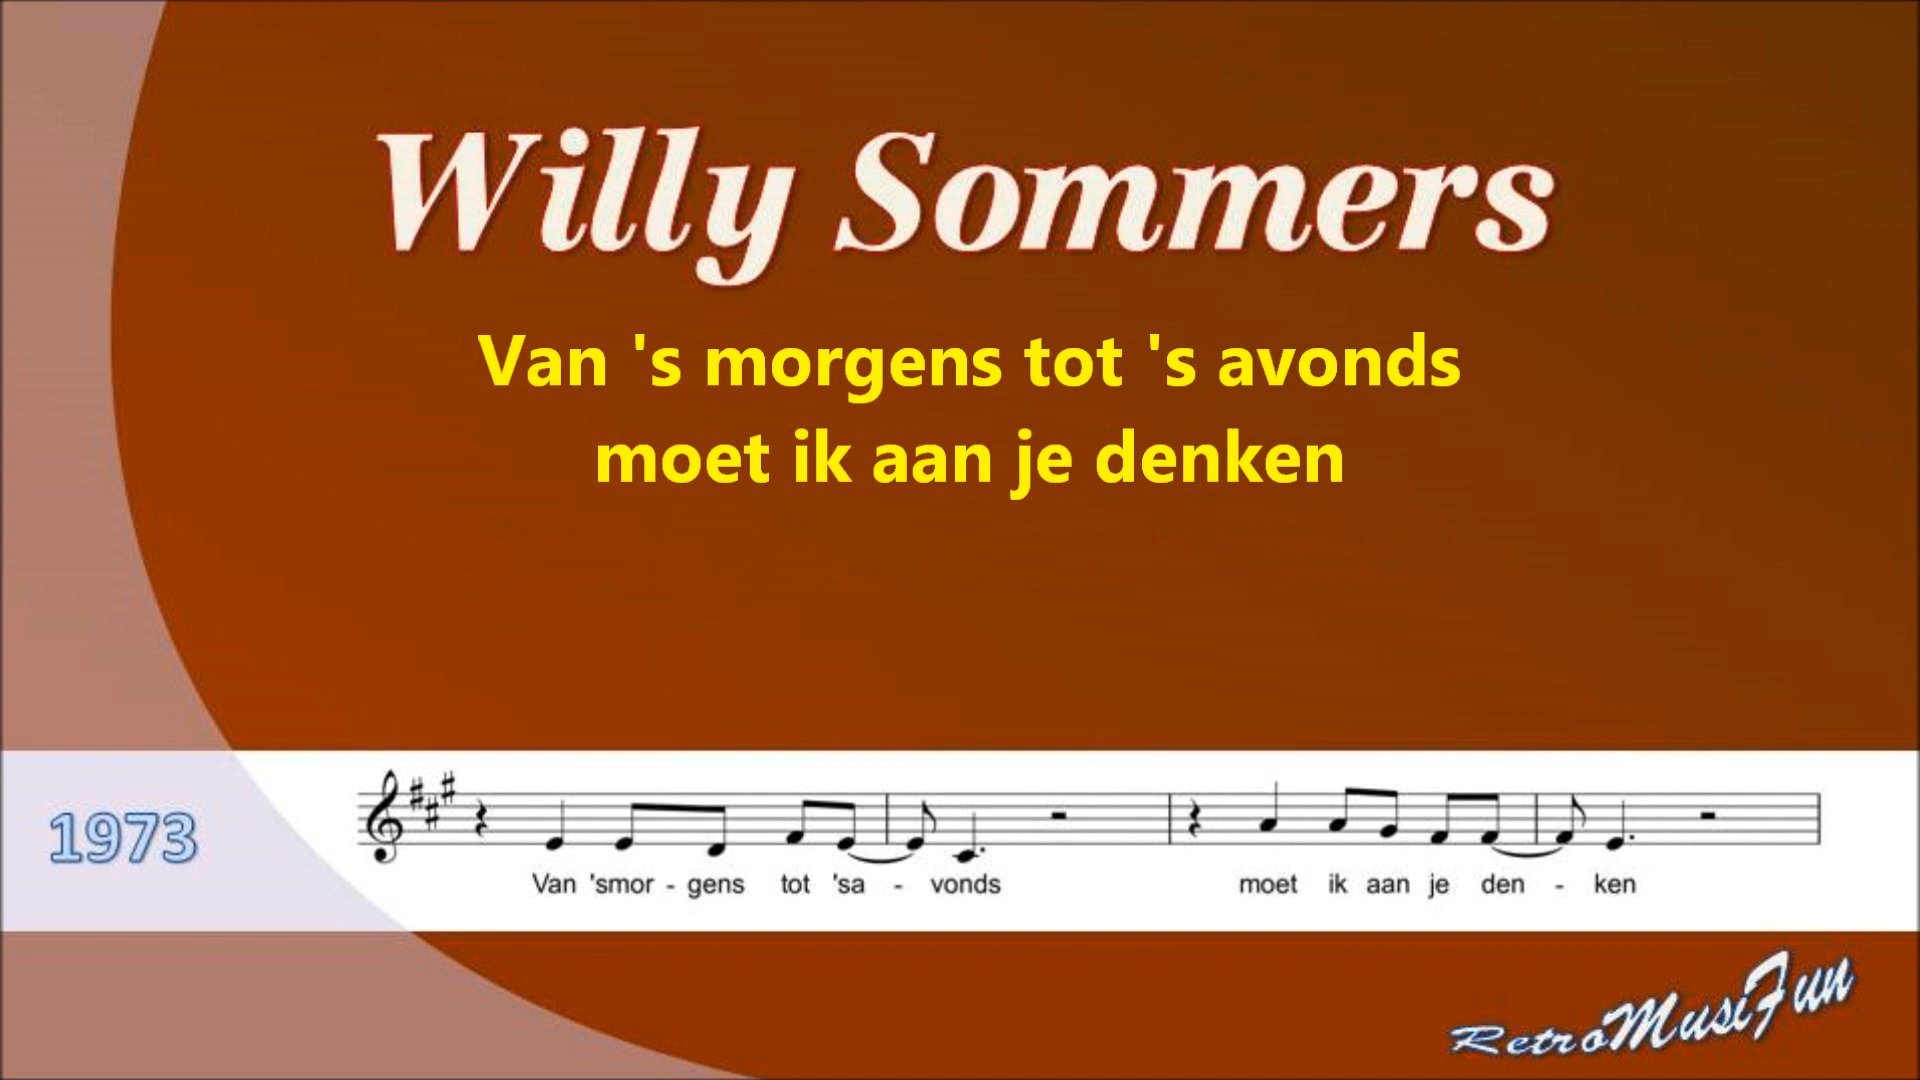 Willy Sommers
Van 's morgens tot 's avonds
moet ik aan je denken
1973
Van 'smor - gens tot 'sa - vonds moet ik aan je den - ken
RetroMusiFun